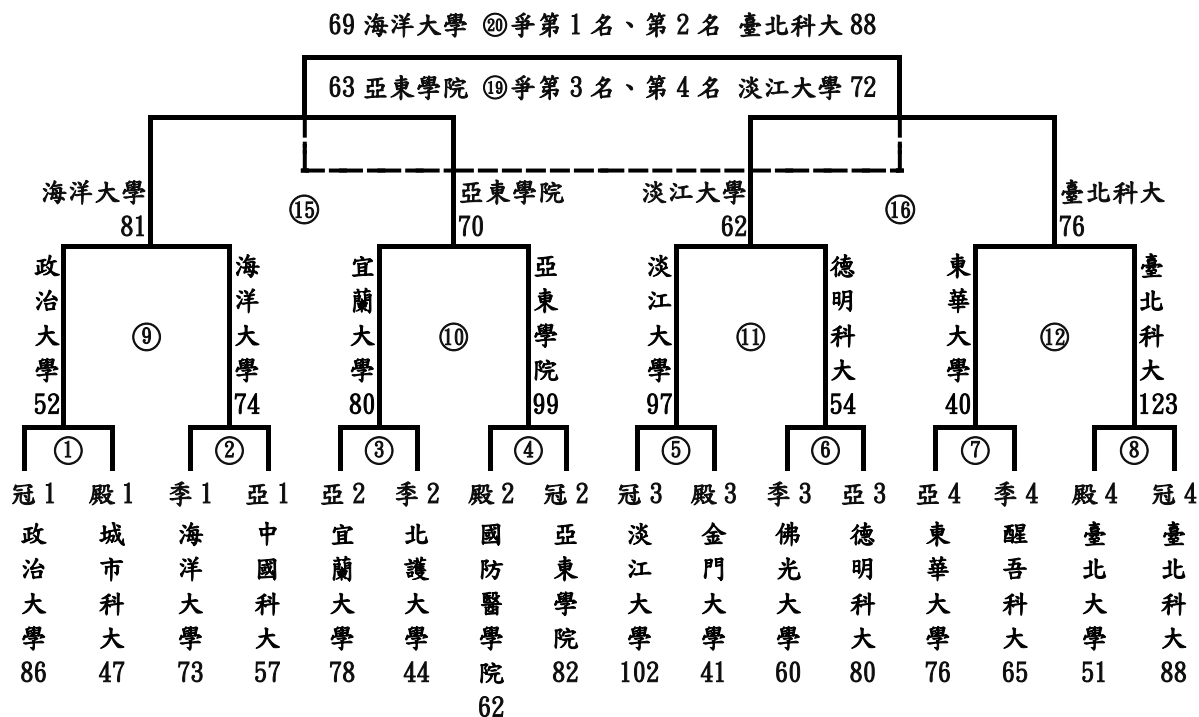 69 海洋大學 ⑳爭第1名、第2名 臺北科大 88
63 亞東學院 ⑲爭第3名、第4名 淡江大學 72
海洋大學 亞東學院 淡江大學 臺北科大
81 ⑮ 70 62 ⑯ 76
政治大學 海洋大學 宜蘭大學 亞東學院 淡江大學 德明科大 東華大學 臺北科大
⑨ ⑩ ⑪ ⑫
52 74 80 99 97 54 40 123
① ② ③ ④ ⑤ ⑥ ⑦ ⑧
冠1 殿1 季1 亞1 亞2 季2 殿2 冠2 冠3 殿3 季3 亞3 亞4 季4 殿4 冠4
政治大學 城市科大 海洋大學 中國科大 宜蘭大學 北護大學 國防醫學院 亞東學院 淡江大學 金門大學 佛光大學 德明科大 東華大學 醒吾科大 臺北大學 臺北科大
86 47 73 57 78 44 62 82 102 41 60 80 76 65 51 88